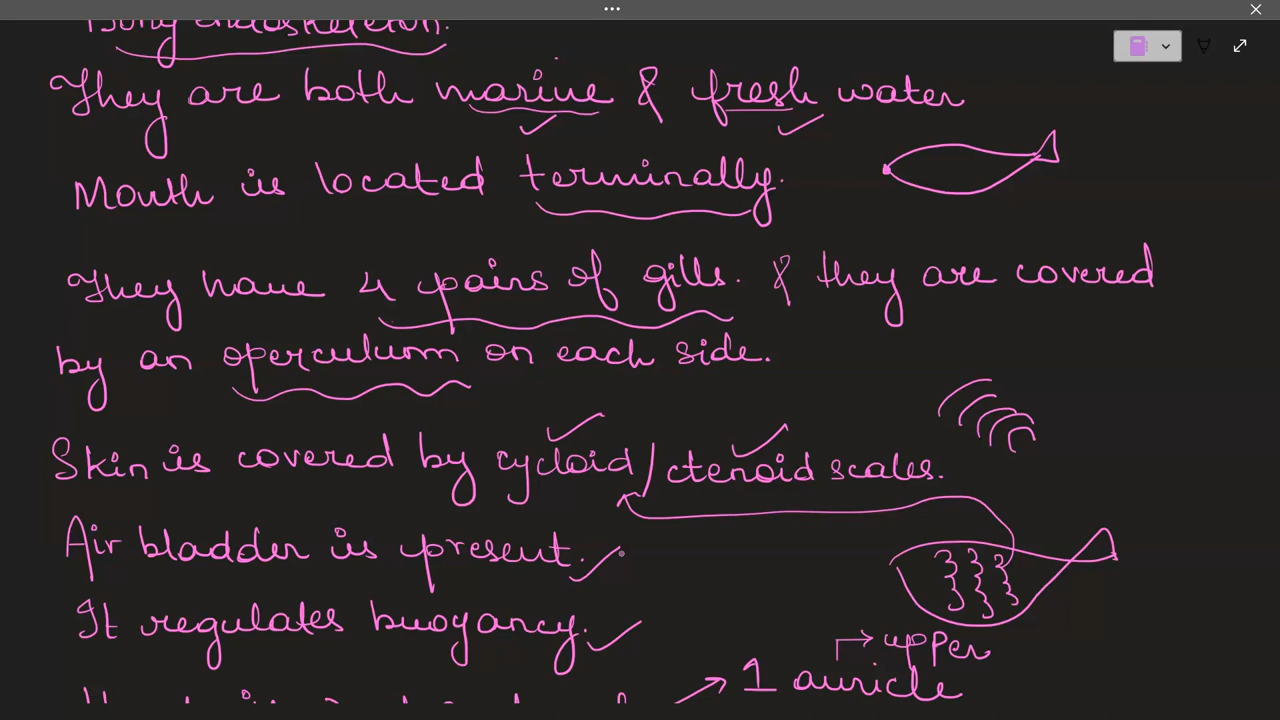 Bony endoskeleton.
They are both marine & fresh water
Mouth is located terminally.
They have 4 pairs of gills. & they are covered
by an operculum on each side.
Skin is covered by cycloid/ctenoid scales.
Air bladder is present.
It regulates buoyancy.
upper
1 auricle